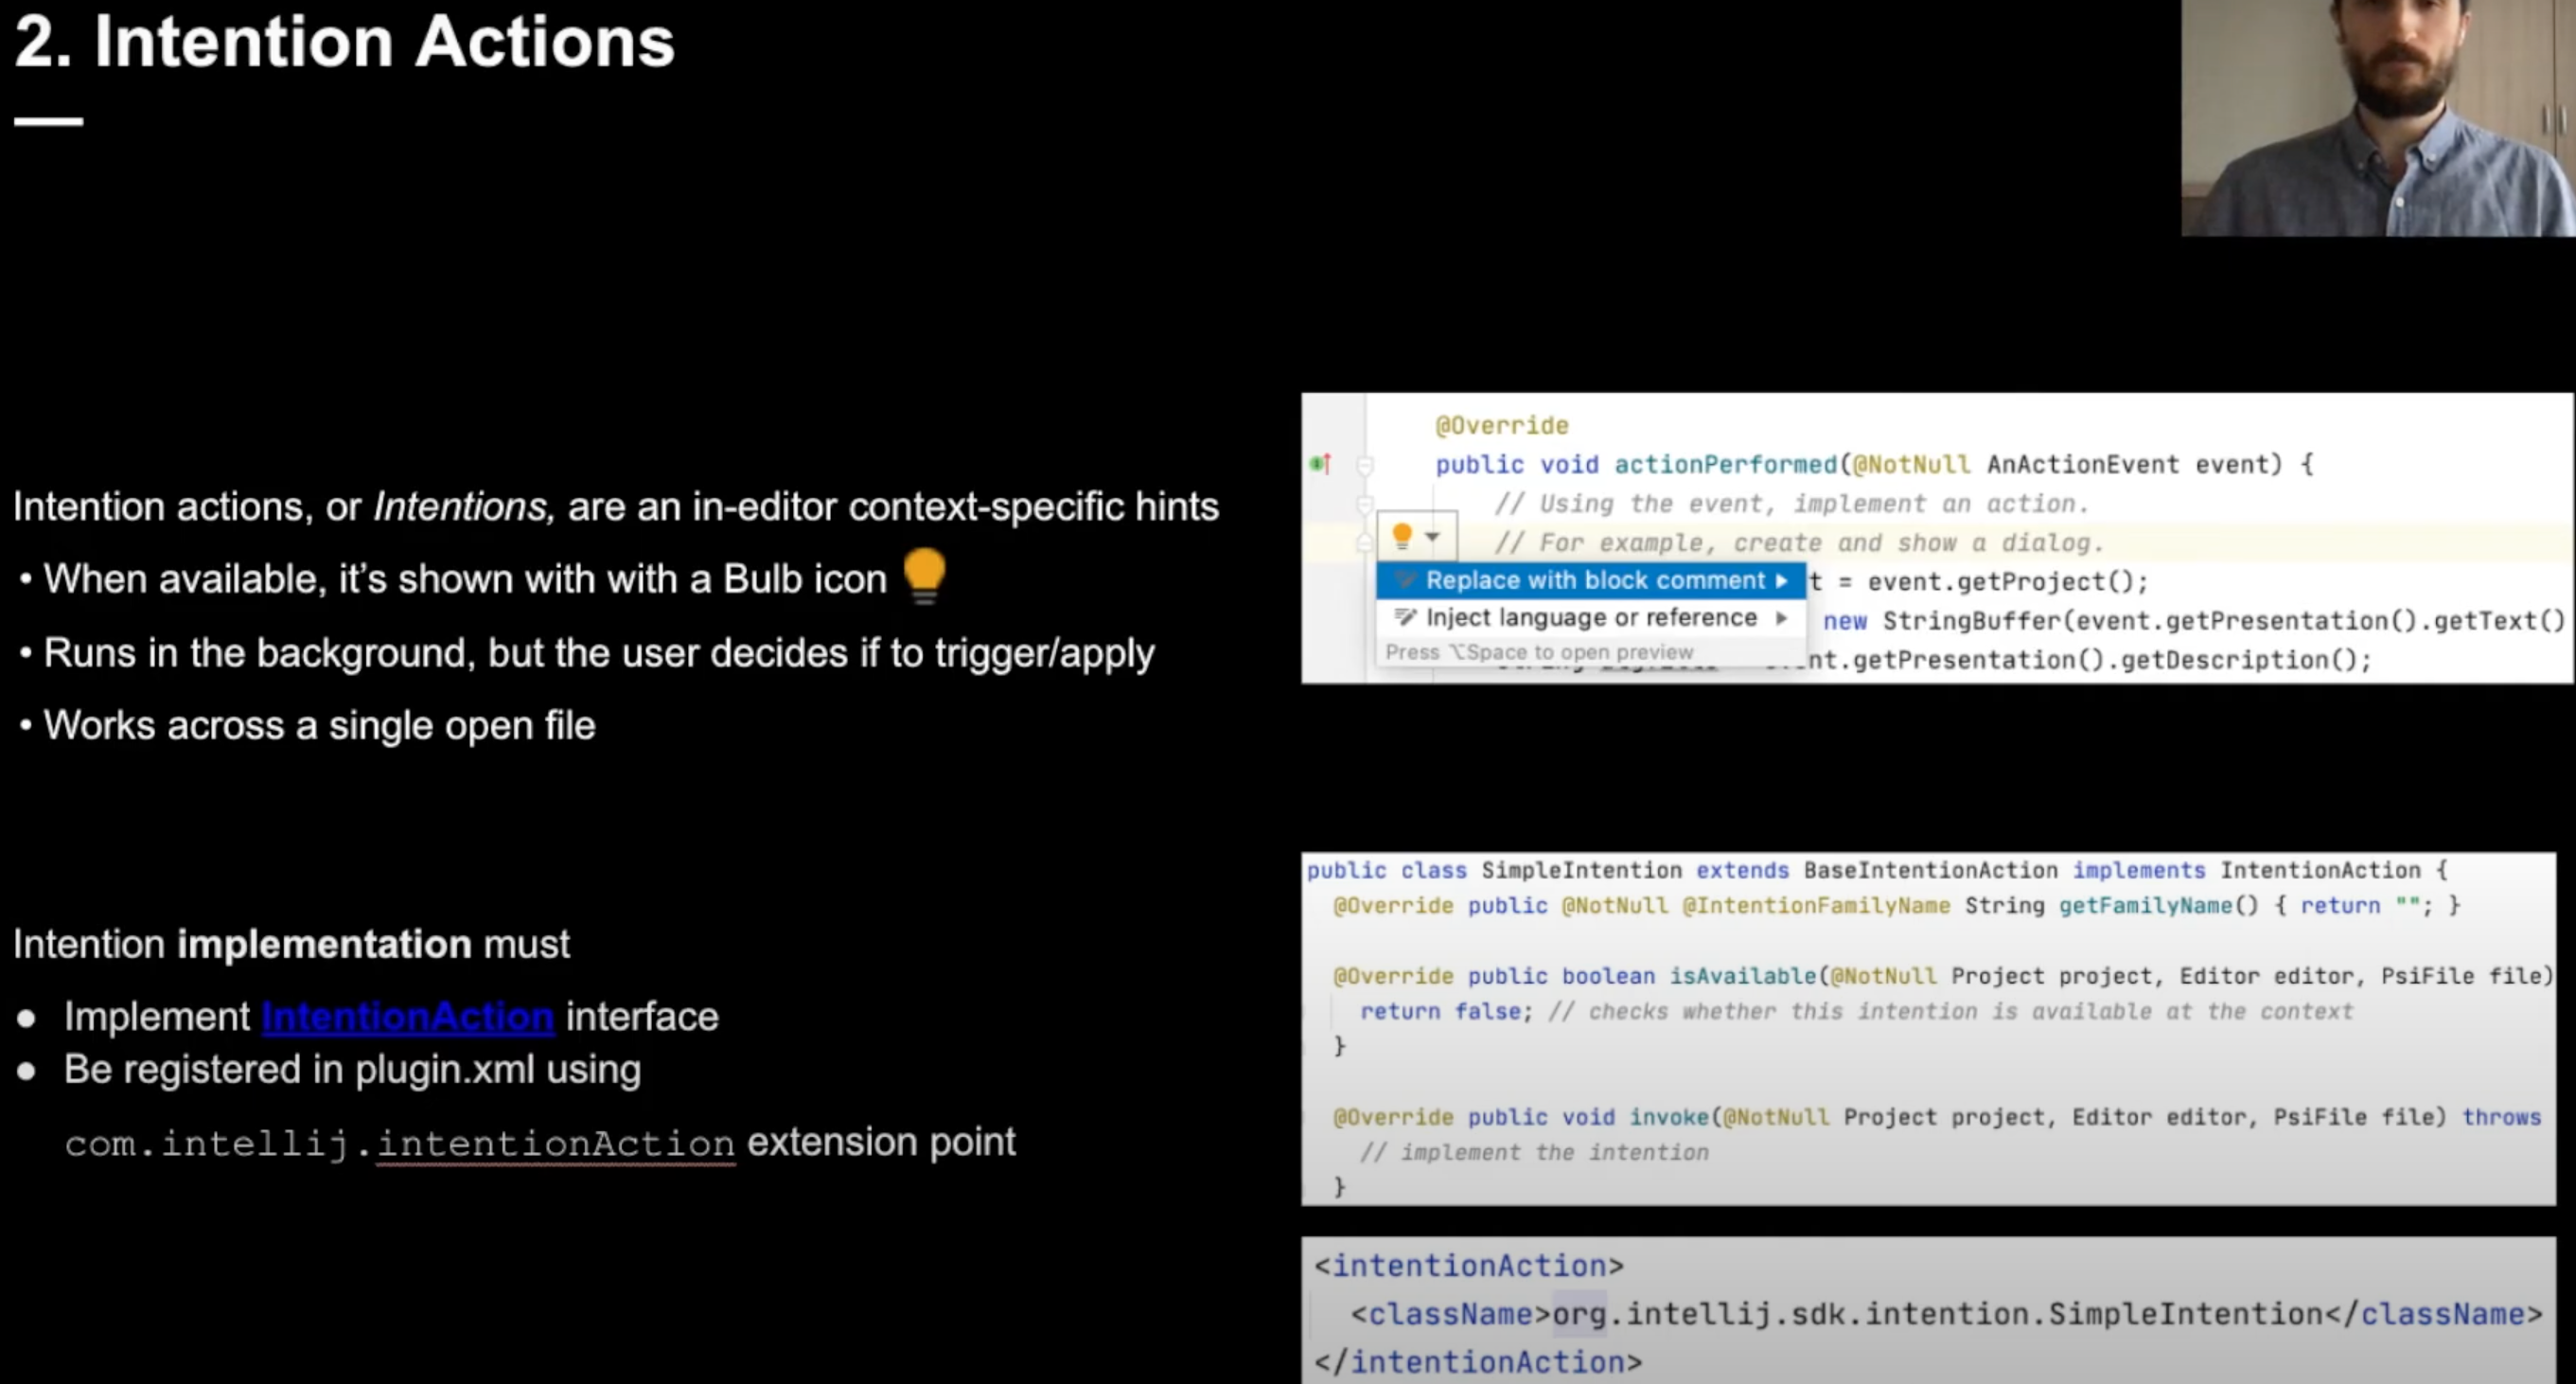 2. Intention Actions
Intention actions, or Intentions, are an in-editor context-specific hints
• When available, it's shown with with a Bulb icon
• Runs in the background, but the user decides if to trigger/apply
• Works across a single open file
Intention implementation must
● Implement IntentionAction interface
● Be registered in plugin.xml using
com.intellij.intentionAction extension point
@Override
public void actionPerformed(@NotNull AnActionEvent event) {
// Using the event, implement an action.
// For example, create and show a dialog.
Replace with block comment
t = event.getProject();
Inject language or reference
new StringBuffer(event.getPresentation().getText()
Press ⌥Space to open preview
nt.getPresentation().getDescription();
public class SimpleIntention extends BaseIntentionAction implements IntentionAction {
@Override public @NotNull @IntentionFamilyName String getFamilyName() { return ""; }
@Override public boolean isAvailable(@NotNull Project project, Editor editor, PsiFile file)
return false; // checks whether this intention is available at the context
}
@Override public void invoke(@NotNull Project project, Editor editor, PsiFile file) throws
// implement the intention
}
<intentionAction>
<className>org.intellij.sdk.intention.SimpleIntention</className>
</intentionAction>